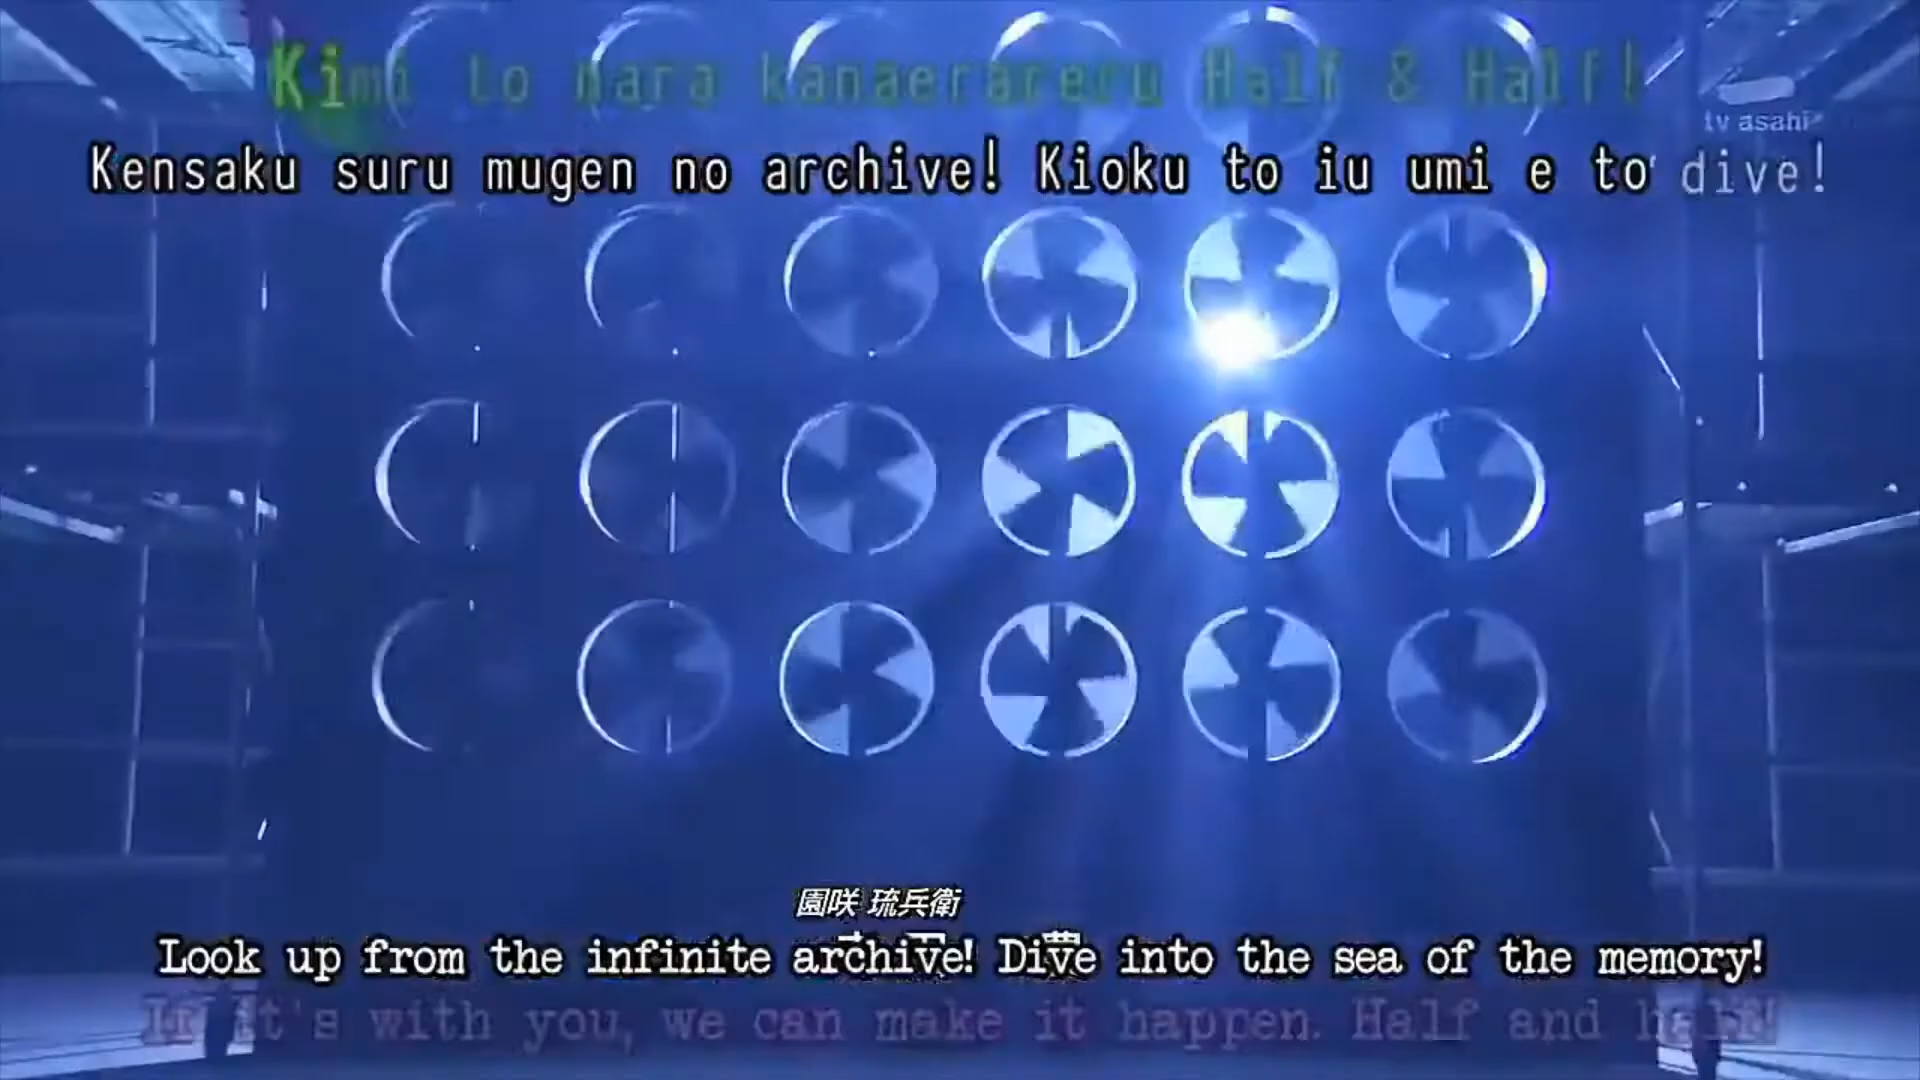 Kimi to nara kanaerareru Half & Half!
tv asahi
Kensaku suru mugen no archive! Kioku to iu umi e to dive!
園咲 琉兵衛
Look up from the infinite archive! Dive into the sea of the memory!
If it's with you, we can make it happen. Half and half!